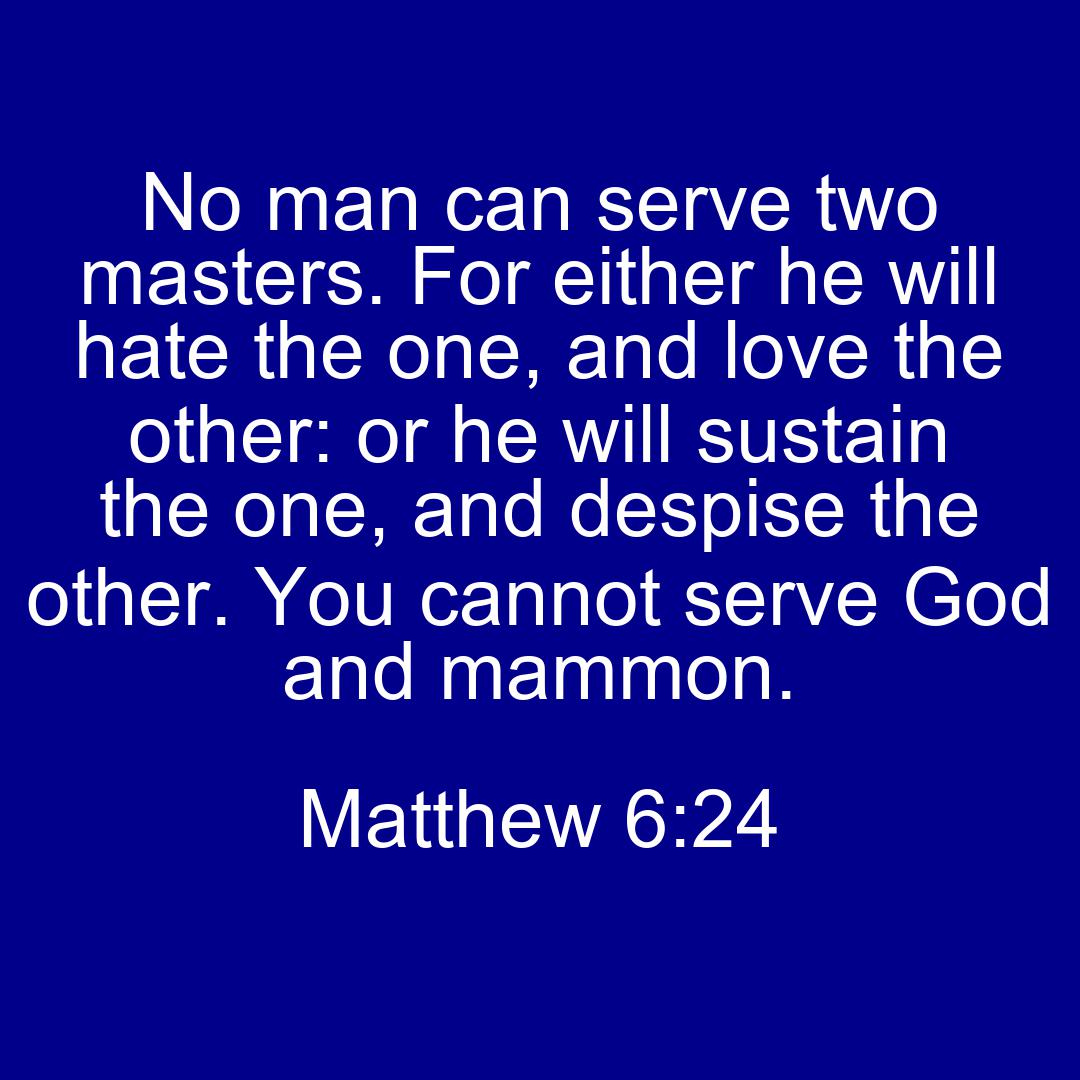 No man can serve two
masters. For either he will
hate the one, and love the
other: or he will sustain
the one, and despise the
other. You cannot serve God
and mammon.
Matthew 6:24